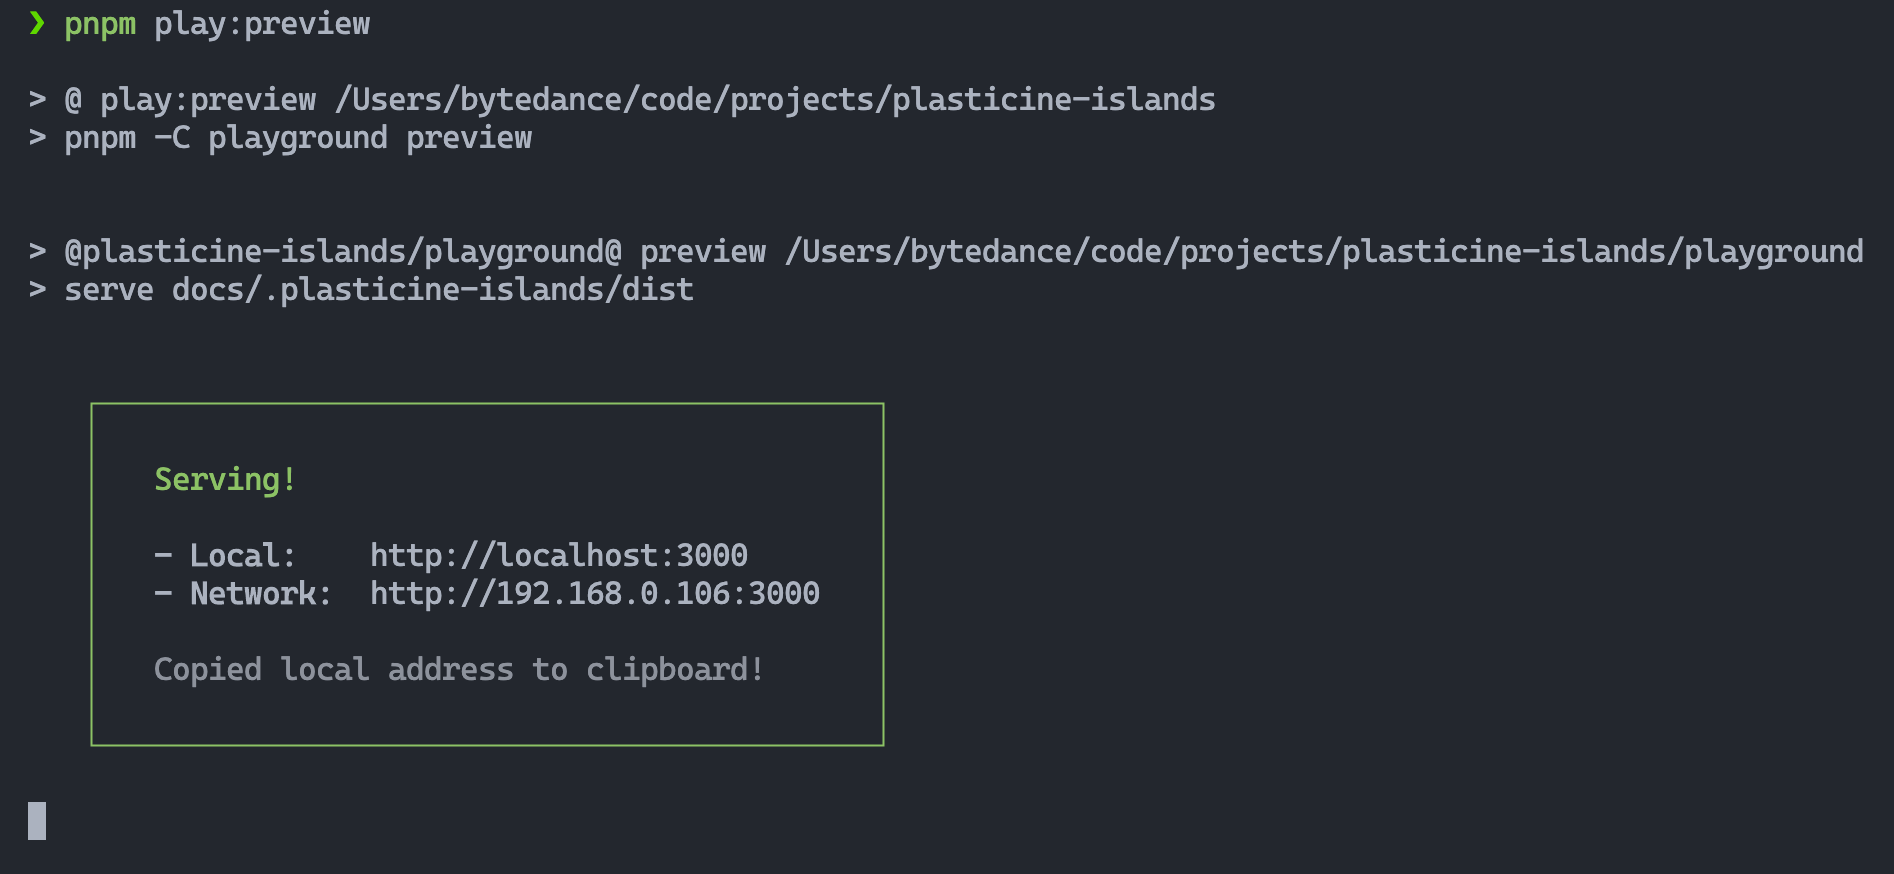 ❯ pnpm play:preview
> @ play:preview /Users/bytedance/code/projects/plasticine-islands
> pnpm -C playground preview
> @plasticine-islands/playground@ preview /Users/bytedance/code/projects/plasticine-islands/playground
> serve docs/.plasticine-islands/dist
Serving!
- Local:    http://localhost:3000
- Network:  http://192.168.0.106:3000
Copied local address to clipboard!